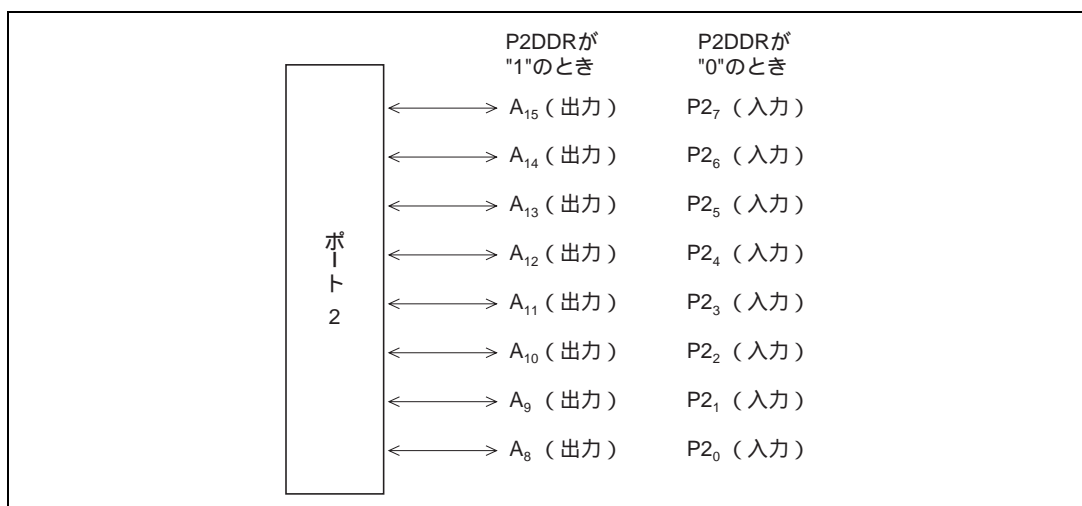 P2DDRが P2DDRが
"1"のとき "0"のとき
A15（出力） P27（入力）
A14（出力） P26（入力）
A13（出力） P25（入力）
A12（出力） P24（入力）
A11（出力） P23（入力）
A10（出力） P22（入力）
A9（出力） P21（入力）
A8（出力） P20（入力）
ポート2